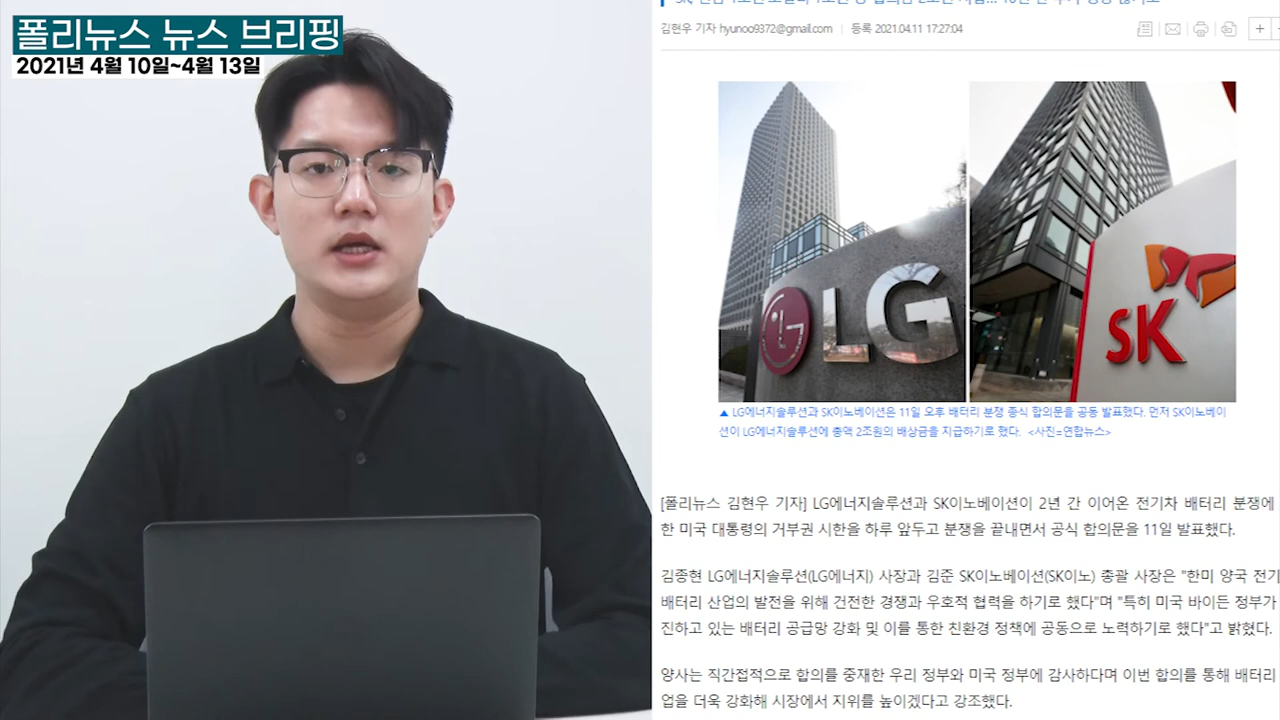 폴리뉴스 뉴스 브리핑
2021년 4월 10일~4월 13일
김현우 기자 hyunoo9372@gmail.com | 등록 2021.04.11 17:27:04
LG
SK
▲ LG에너지솔루션과 SK이노베이션은 11일 오후 배터리 분쟁 종식 합의문을 공동 발표했다. 먼저 SK이노베이
션이 LG에너지솔루션에 총액 2조원의 배상금을 지급하기로 했다. <사진=연합뉴스>
[폴리뉴스 김현우 기자] LG에너지솔루션과 SK이노베이션이 2년 간 이어온 전기차 배터리 분쟁에
한 미국 대통령의 거부권 시한을 하루 앞두고 분쟁을 끝내면서 공식 합의문을 11일 발표했다.
김종현 LG에너지솔루션(LG에너지) 사장과 김준 SK이노베이션(SK이노) 총괄 사장은 "한미 양국 전기
배터리 산업의 발전을 위해 건전한 경쟁과 우호적 협력을 하기로 했다"며 "특히 미국 바이든 정부가
진하고 있는 배터리 공급망 강화 및 이를 통한 친환경 정책에 공동으로 노력하기로 했다"고 밝혔다.
양사는 직간접적으로 합의를 중재한 우리 정부와 미국 정부에 감사하다며 이번 합의를 통해 배터리
업을 더욱 강화해 시장에서 지위를 높이겠다고 강조했다.